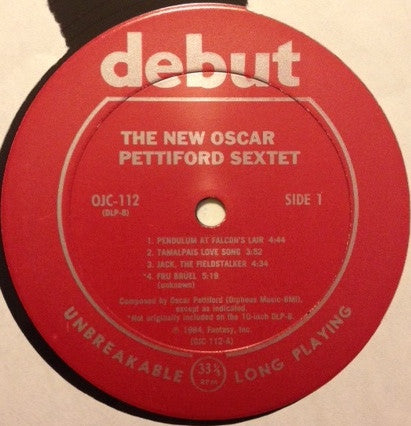 debut
THE NEW OSCAR
PETTIFORD SEXTET
OJC-112
(DLP-8)
SIDE 1
1. PENDULUM AT FALCON'S LAIR 4:44
2. TAMALPAIS LOVE SONG 3:52
3. JACK, THE FIELDSTALKER 4:34
*4. FRU BRÜEL 5:19
(unknown)
Composed by Oscar Pettiford (Orpheus Music-BMI),
except as indicated.
*Not originally included on the 10-inch DLP-8.
℗ 1984, Fantasy, Inc.
(OJC 112-A)
UNBREAKABLE 33⅓ RPM LONG PLAYING